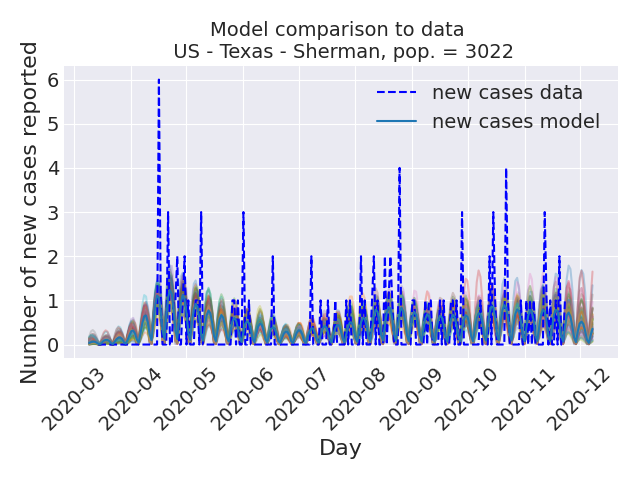 Model comparison to data
US - Texas - Sherman, pop. = 3022
Number of new cases reported
6
5
4
3
2
1
0
new cases data
new cases model
2020-03
2020-04
2020-05
2020-06
2020-07
2020-08
2020-09
2020-10
2020-11
2020-12
Day